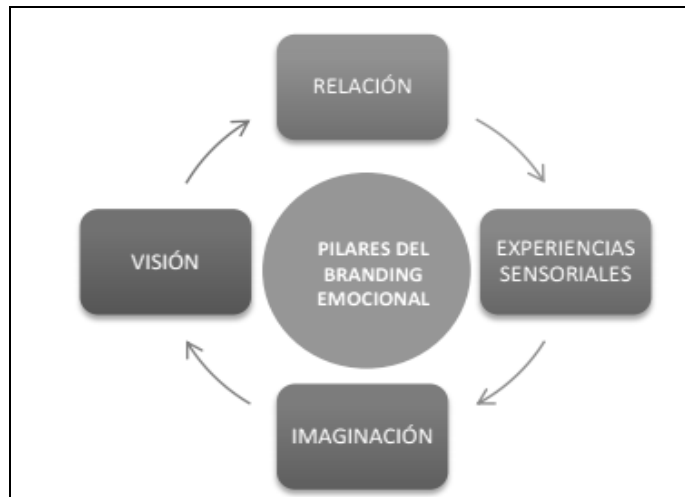 RELACIÓN
VISIÓN
PILARES DEL
BRANDING
EMOCIONAL
EXPERIENCIAS
SENSORIALES
IMAGINACIÓN